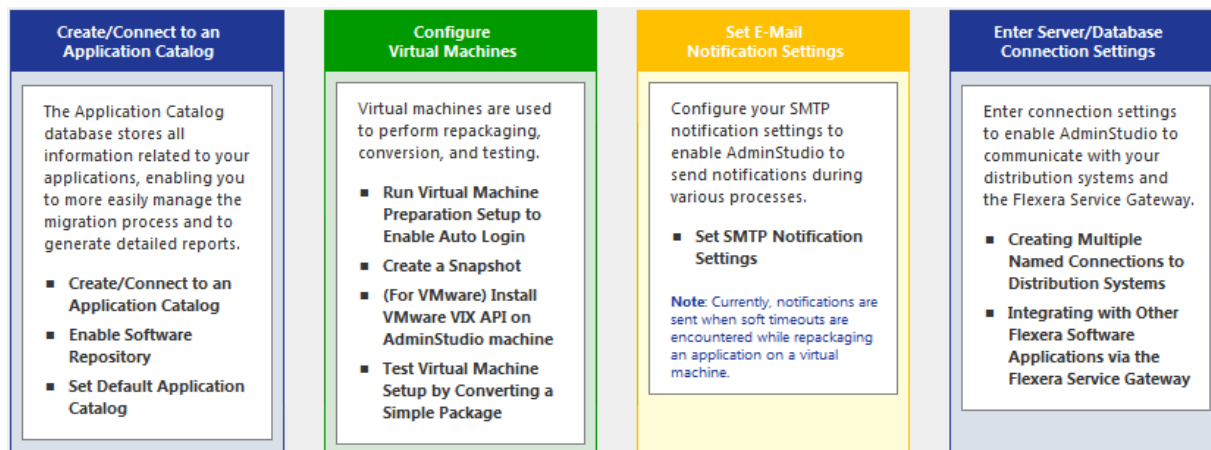 Create/Connect to an
Application Catalog
The Application Catalog
database stores all
information related to your
applications, enabling you
to more easily manage the
migration process and to
generate detailed reports.
■ Create/Connect to an
Application Catalog
■ Enable Software
Repository
■ Set Default Application
Catalog
Configure
Virtual Machines
Virtual machines are used
to perform repackaging,
conversion, and testing.
■ Run Virtual Machine
Preparation Setup to
Enable Auto Login
■ Create a Snapshot
■ (For VMware) Install
VMware VIX API on
AdminStudio machine
■ Test Virtual Machine
Setup by Converting a
Simple Package
Set E-Mail
Notification Settings
Configure your SMTP
notification settings to
enable AdminStudio to
send notifications during
various processes.
■ Set SMTP Notification
Settings
Note: Currently, notifications are
sent when soft timeouts are
encountered while repackaging
an application on a virtual
machine.
Enter Server/Database
Connection Settings
Enter connection settings
to enable AdminStudio to
communicate with your
distribution systems and
the Flexera Service Gateway.
■ Creating Multiple
Named Connections to
Distribution Systems
■ Integrating with Other
Flexera Software
Applications via the
Flexera Service Gateway